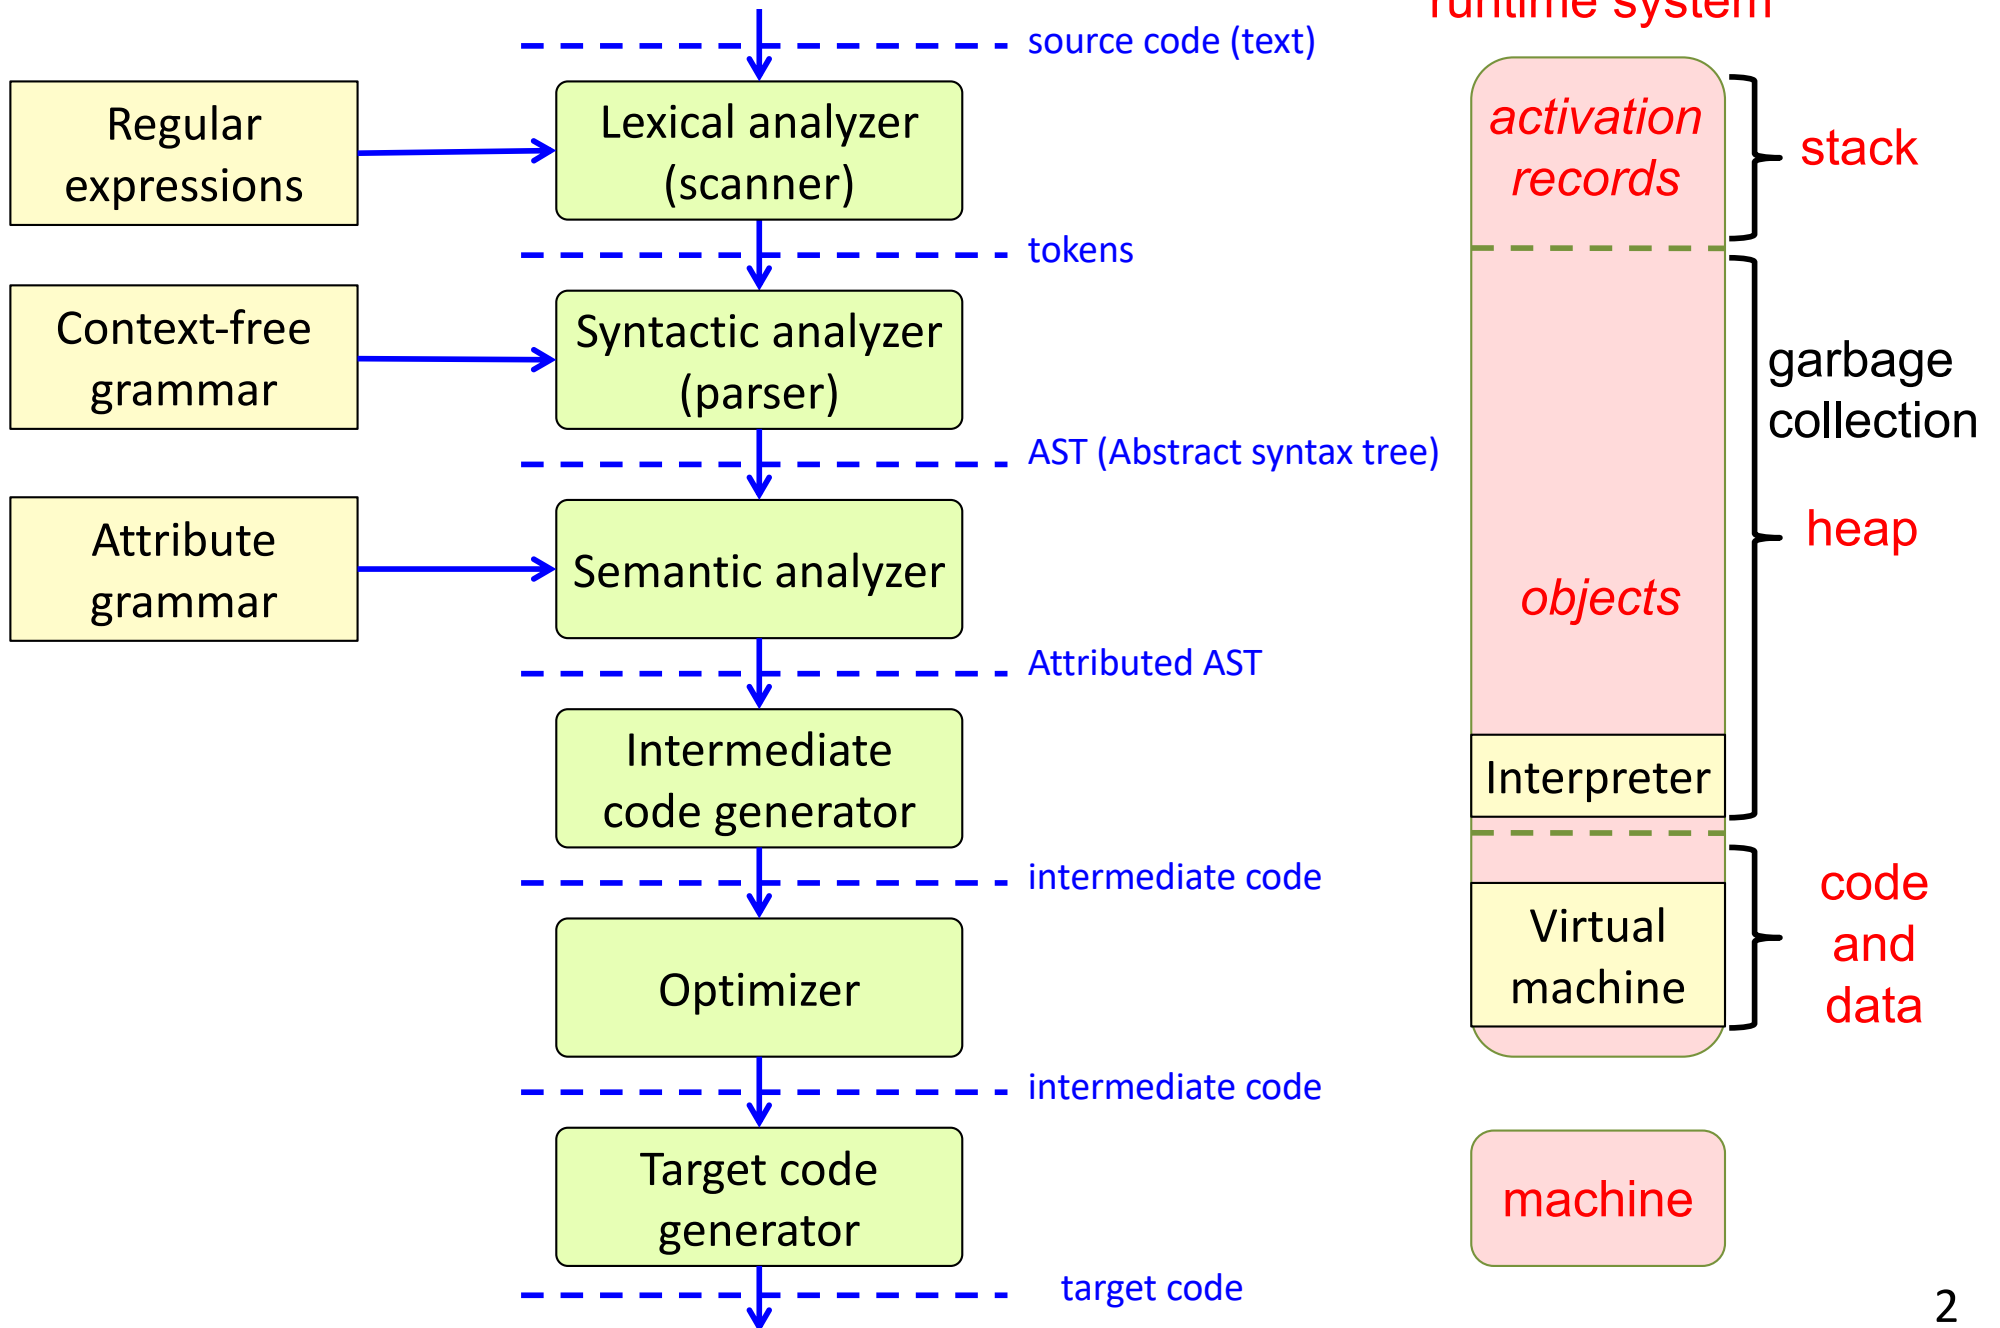 runtime system
source code (text)
Regular
expressions
Lexical analyzer
(scanner)
activation
records
stack
tokens
Context-free
grammar
Syntactic analyzer
(parser)
garbage
collection
AST (Abstract syntax tree)
Attribute
grammar
Semantic analyzer
heap
objects
Attributed AST
Intermediate
code generator
Interpreter
intermediate code
code
and
data
Virtual
machine
Optimizer
intermediate code
Target code
generator
machine
target code
2